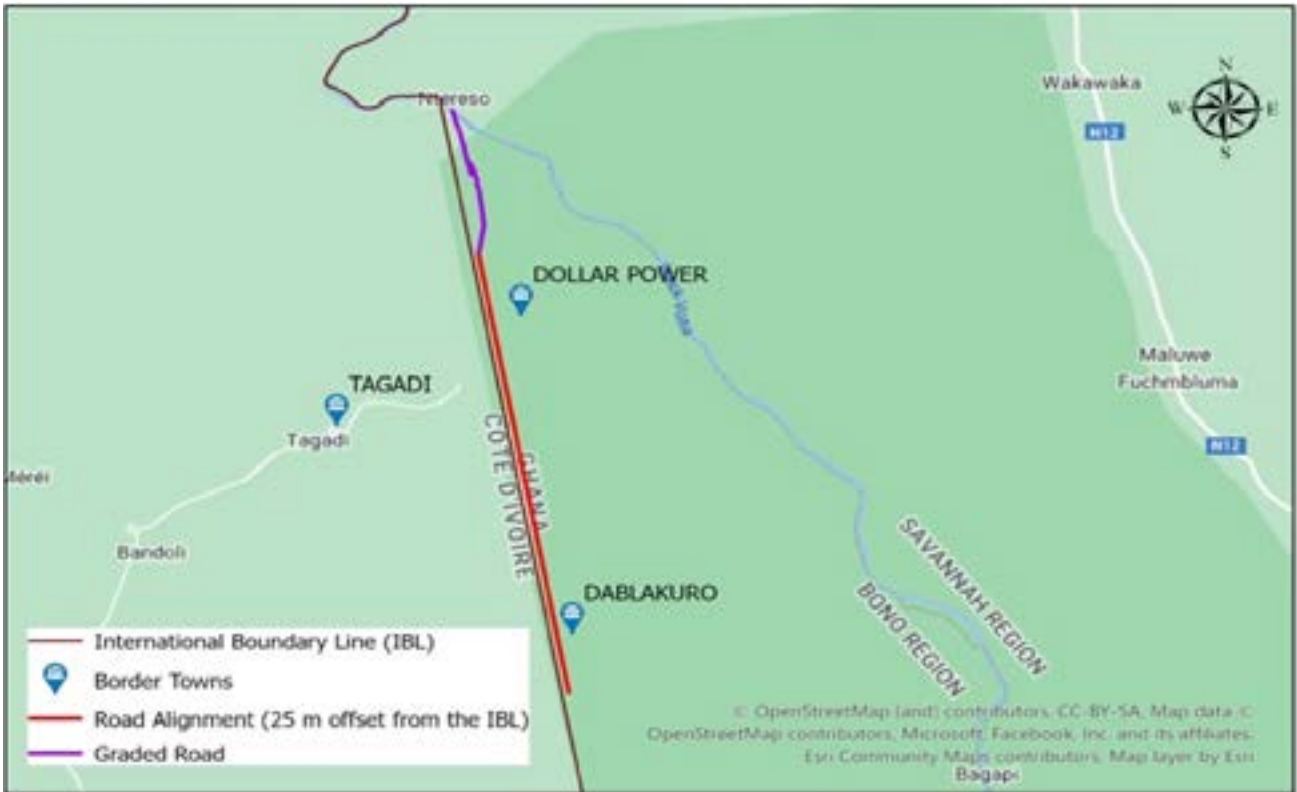 Ntereso
Wakawaka
N
W
E
S
N12
DOLLAR POWER
Maluwe
Fuchmbluma
TAGADI
Tagadi
N12
Bandoli
GHANA
COTE D'IVOIRE
SAVANNAH REGION
BONO REGION
DABLAKURO
International Boundary Line (IBL)
Border Towns
Road Alignment (25 m offset from the IBL)
Graded Road
© OpenStreetMap (and) contributors, CC-BY-SA, Map data ©
OpenStreetMap contributors, Microsoft, Facebook, Inc. and its affiliates,
Esri Community Maps contributors, Map layer by Esri
Bagapi